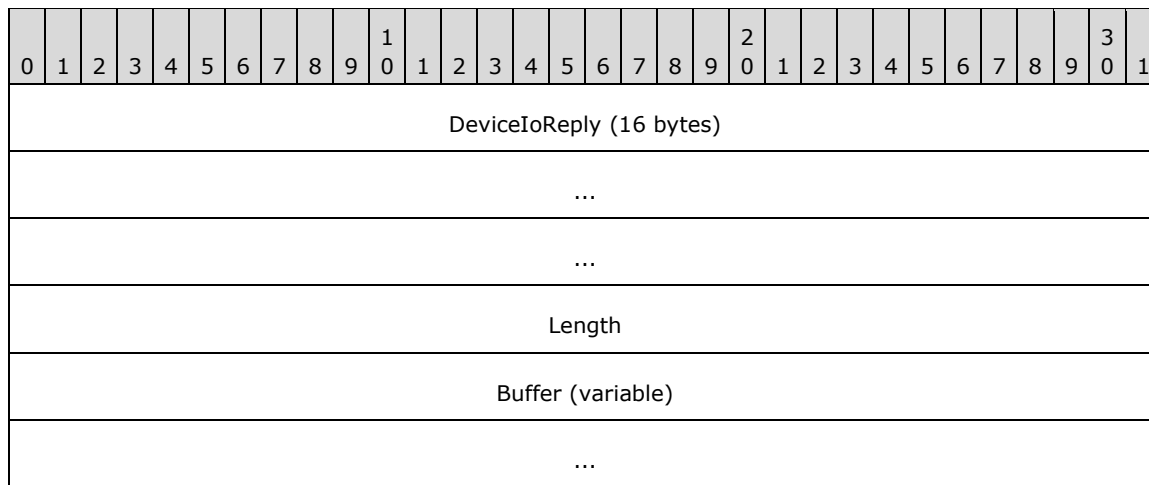 1 2 3
0 1 2 3 4 5 6 7 8 9 0 1 2 3 4 5 6 7 8 9 0 1 2 3 4 5 6 7 8 9 0 1
DeviceIoReply (16 bytes)
...
...
Length
Buffer (variable)
...